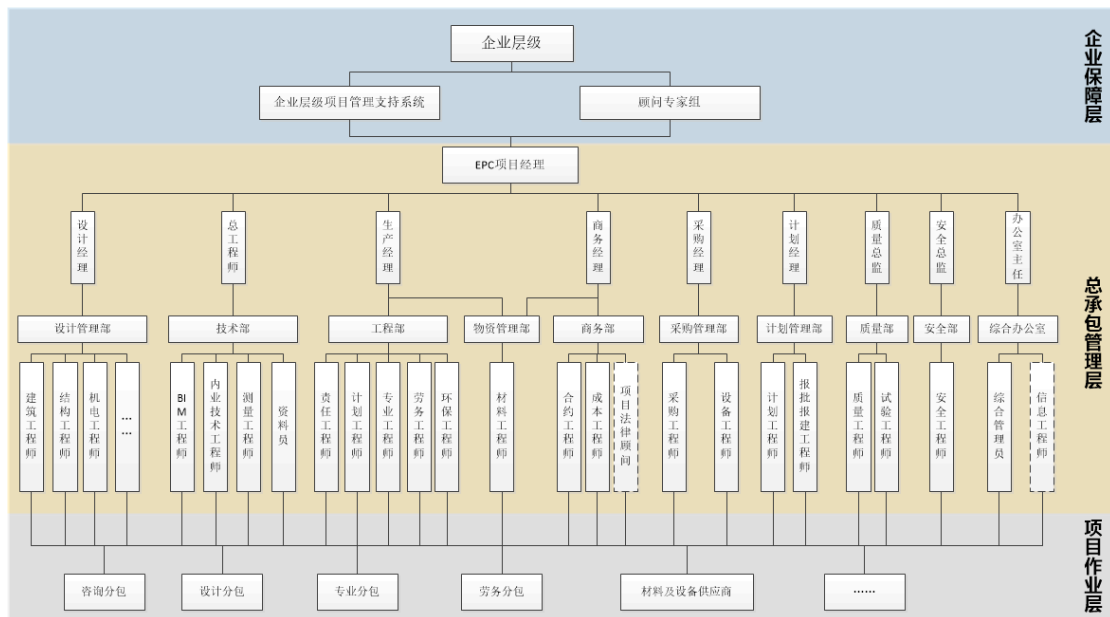 企业层级
企业层级项目管理支持系统
顾问专家组
企业保障层
EPC项目经理
设计经理
总工程师
生产经理
商务经理
采购经理
计划经理
质量总监
安全总监
办公室主任
设计管理部
技术部
工程部
物资管理部
商务部
采购管理部
计划管理部
质量部
安全部
综合办公室
建筑工程师
结构工程师
机电工程师
……
BIM工程师
内业技术工程师
测量工程师
资料员
责任工程师
计划工程师
专业工程师
劳务工程师
环保工程师
材料工程师
合约工程师
成本工程师
项目法律顾问
采购工程师
设备工程师
计划工程师
报批报建工程师
质量工程师
试验工程师
安全工程师
综合管理员
信息工程师
总承包管理层
咨询分包
设计分包
专业分包
劳务分包
材料及设备供应商
……
项目作业层